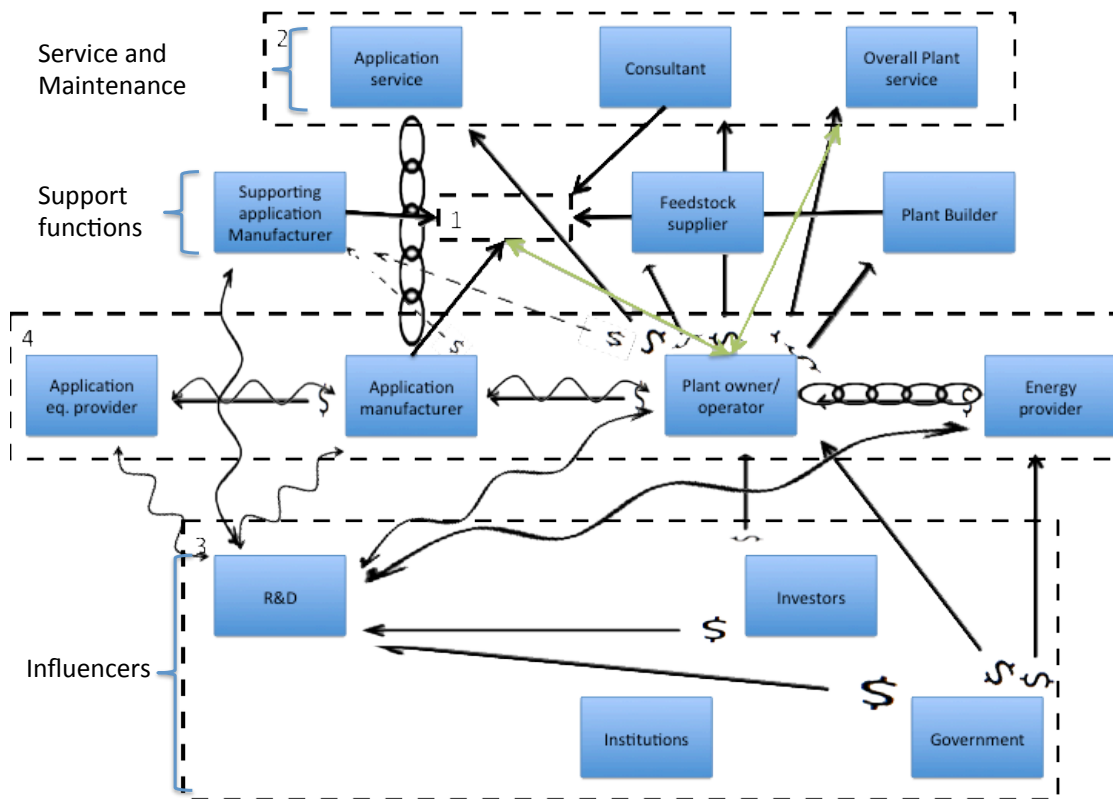 Service and
Maintenance
2
Application
service
Consultant
Overall Plant
service
Support
functions
Supporting
application
Manufacturer
1
Feedstock
supplier
Plant Builder
4
$
$
$
$
Application
eq. provider
$
Application
manufacturer
$
Plant owner/
operator
$
Energy
provider
3
$
R&D
Investors
$
Influencers
$
$
$
Institutions
Government